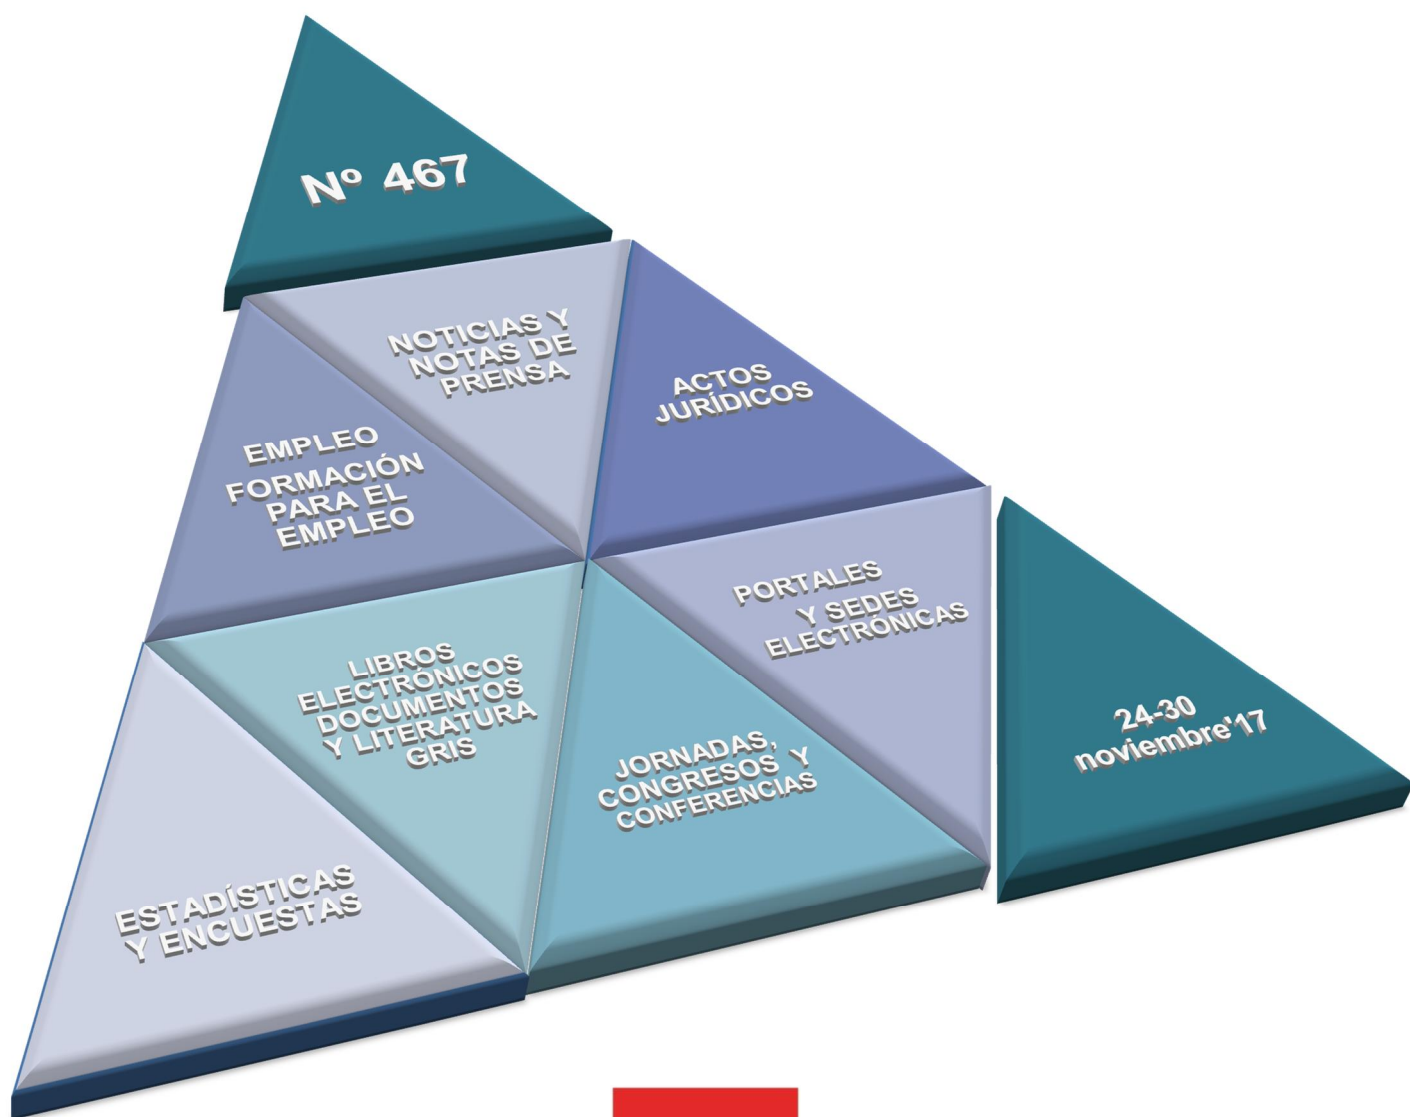 Nº 467
NOTICIAS Y
NOTAS DE
PRENSA
ACTOS
JURÍDICOS
EMPLEO
FORMACIÓN
PARA EL
EMPLEO
PORTALES
Y SEDES
ELECTRÓNICAS
LIBROS
ELECTRÓNICOS
DOCUMENTOS
Y LITERATURA
GRIS
JORNADAS,
CONGRESOS Y
CONFERENCIAS
24-30
noviembre'17
ESTADÍSTICAS
Y ENCUESTAS